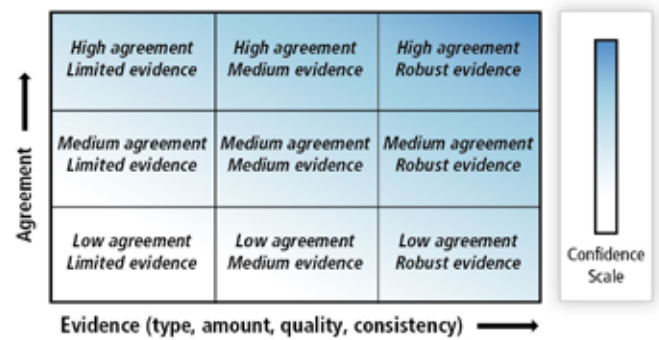 High agreement
Limited evidence
High agreement
Medium evidence
High agreement
Robust evidence
Medium agreement
Limited evidence
Medium agreement
Medium evidence
Medium agreement
Robust evidence
Low agreement
Limited evidence
Low agreement
Medium evidence
Low agreement
Robust evidence
Agreement
Evidence (type, amount, quality, consistency)
Confidence
Scale